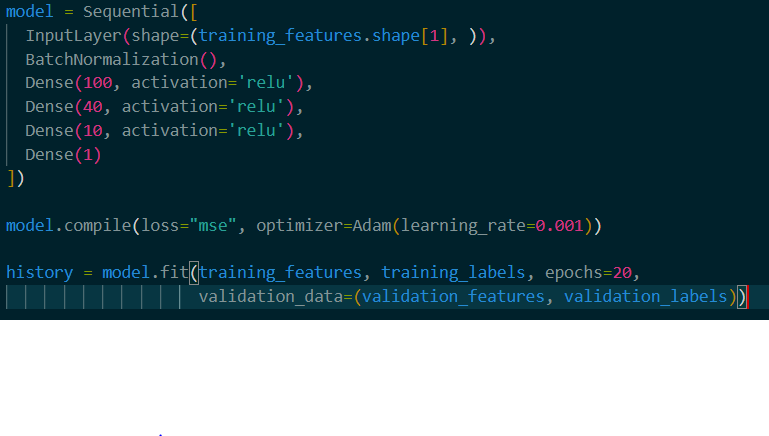 model = Sequential([
InputLayer(shape=(training_features.shape[1], )),
BatchNormalization(),
Dense(100, activation='relu'),
Dense(40, activation='relu'),
Dense(10, activation='relu'),
Dense(1)
])
model.compile(loss="mse", optimizer=Adam(learning_rate=0.001))
history = model.fit(training_features, training_labels, epochs=20,
validation_data=(validation_features, validation_labels))